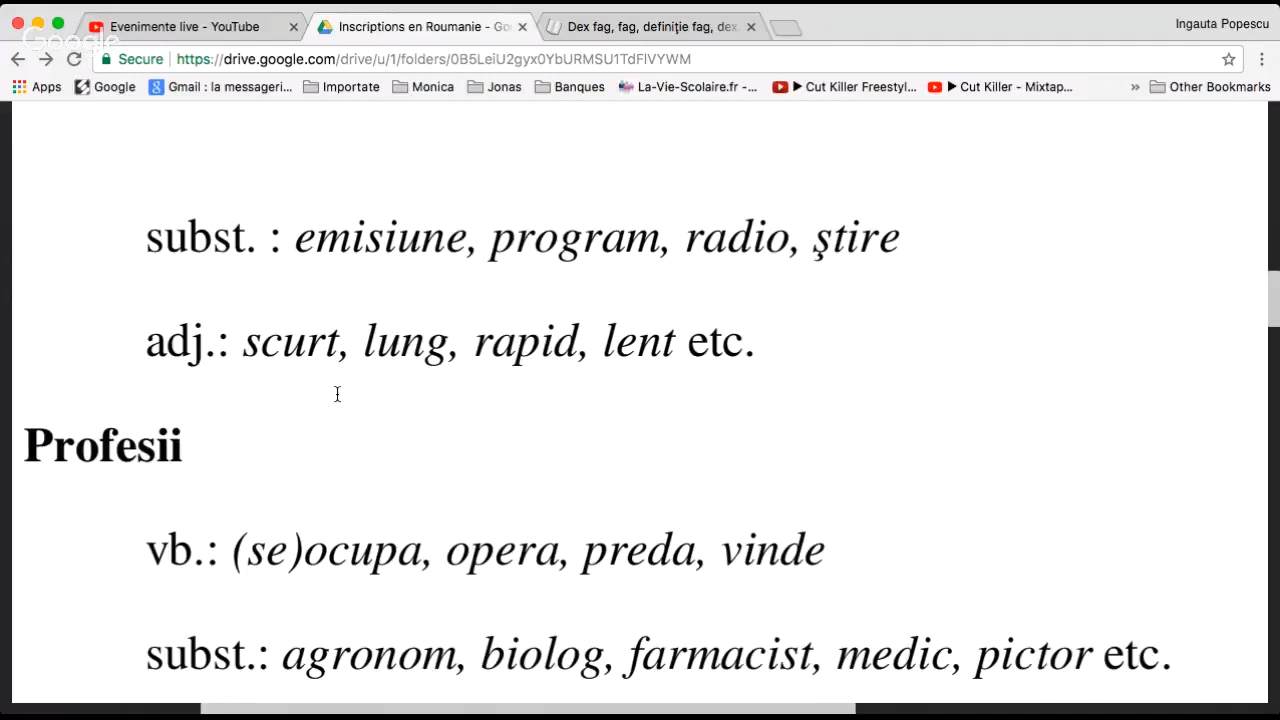 Evenimente live - YouTube
Inscriptions en Roumanie - Go
Dex fag, fag, definiţie fag, dex.
Ingauta Popescu
Google
Secure
https://drive.google.com/drive/u/1/folders/0B5LeiU2gyx0YbURMSU1TdFlVYWM
Apps
Google
Gmail : la messageri...
Importate
Monica
Jonas
Banques
La-Vie-Scolaire.fr -...
▶ Cut Killer Freestyl...
▶ Cut Killer - Mixtap...
»
Other Bookmarks
subst. : emisiune, program, radio, ştire
adj.: scurt, lung, rapid, lent etc.
Profesii
vb.: (se)ocupa, opera, preda, vinde
subst.: agronom, biolog, farmacist, medic, pictor etc.